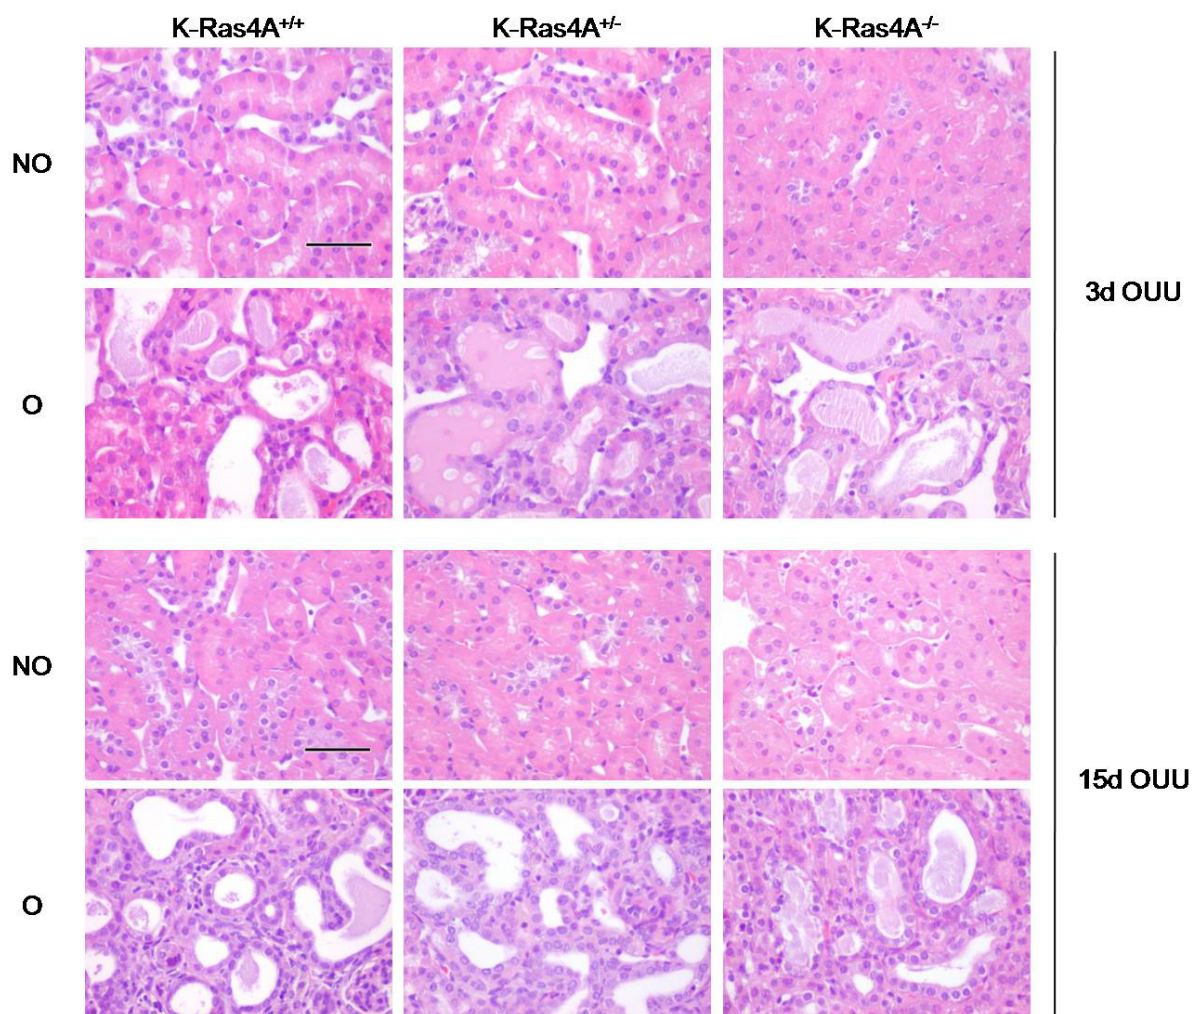 K-Ras4A+/+ K-Ras4A+/- K-Ras4A-/-
NO
3d OUU
O
NO
15d OUU
O